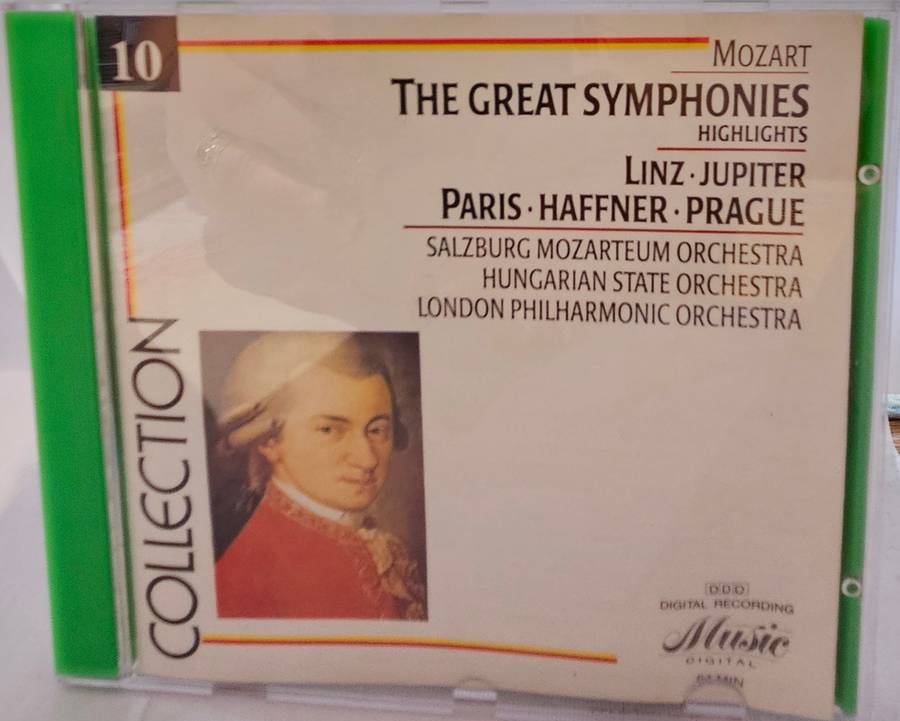 10
MOZART
THE GREAT SYMPHONIES
HIGHLIGHTS
LINZ · JUPITER
PARIS · HAFFNER · PRAGUE
SALZBURG MOZARTEUM ORCHESTRA
HUNGARIAN STATE ORCHESTRA
LONDON PHILHARMONIC ORCHESTRA
COLLECTION
DDD
DIGITAL RECORDING
Music
DIGITAL
MIN